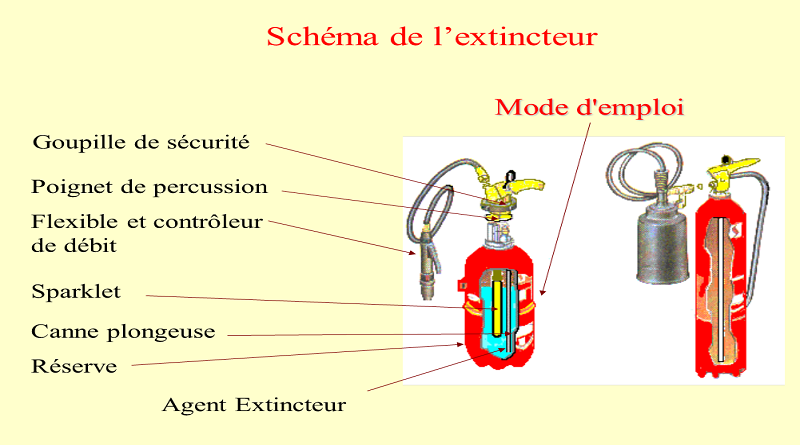 Schéma de l’extincteur
Mode d'emploi
Goupille de sécurité
Poignet de percussion
Flexible et contrôleur
de débit
Sparklet
Canne plongeuse
Réserve
Agent Extincteur